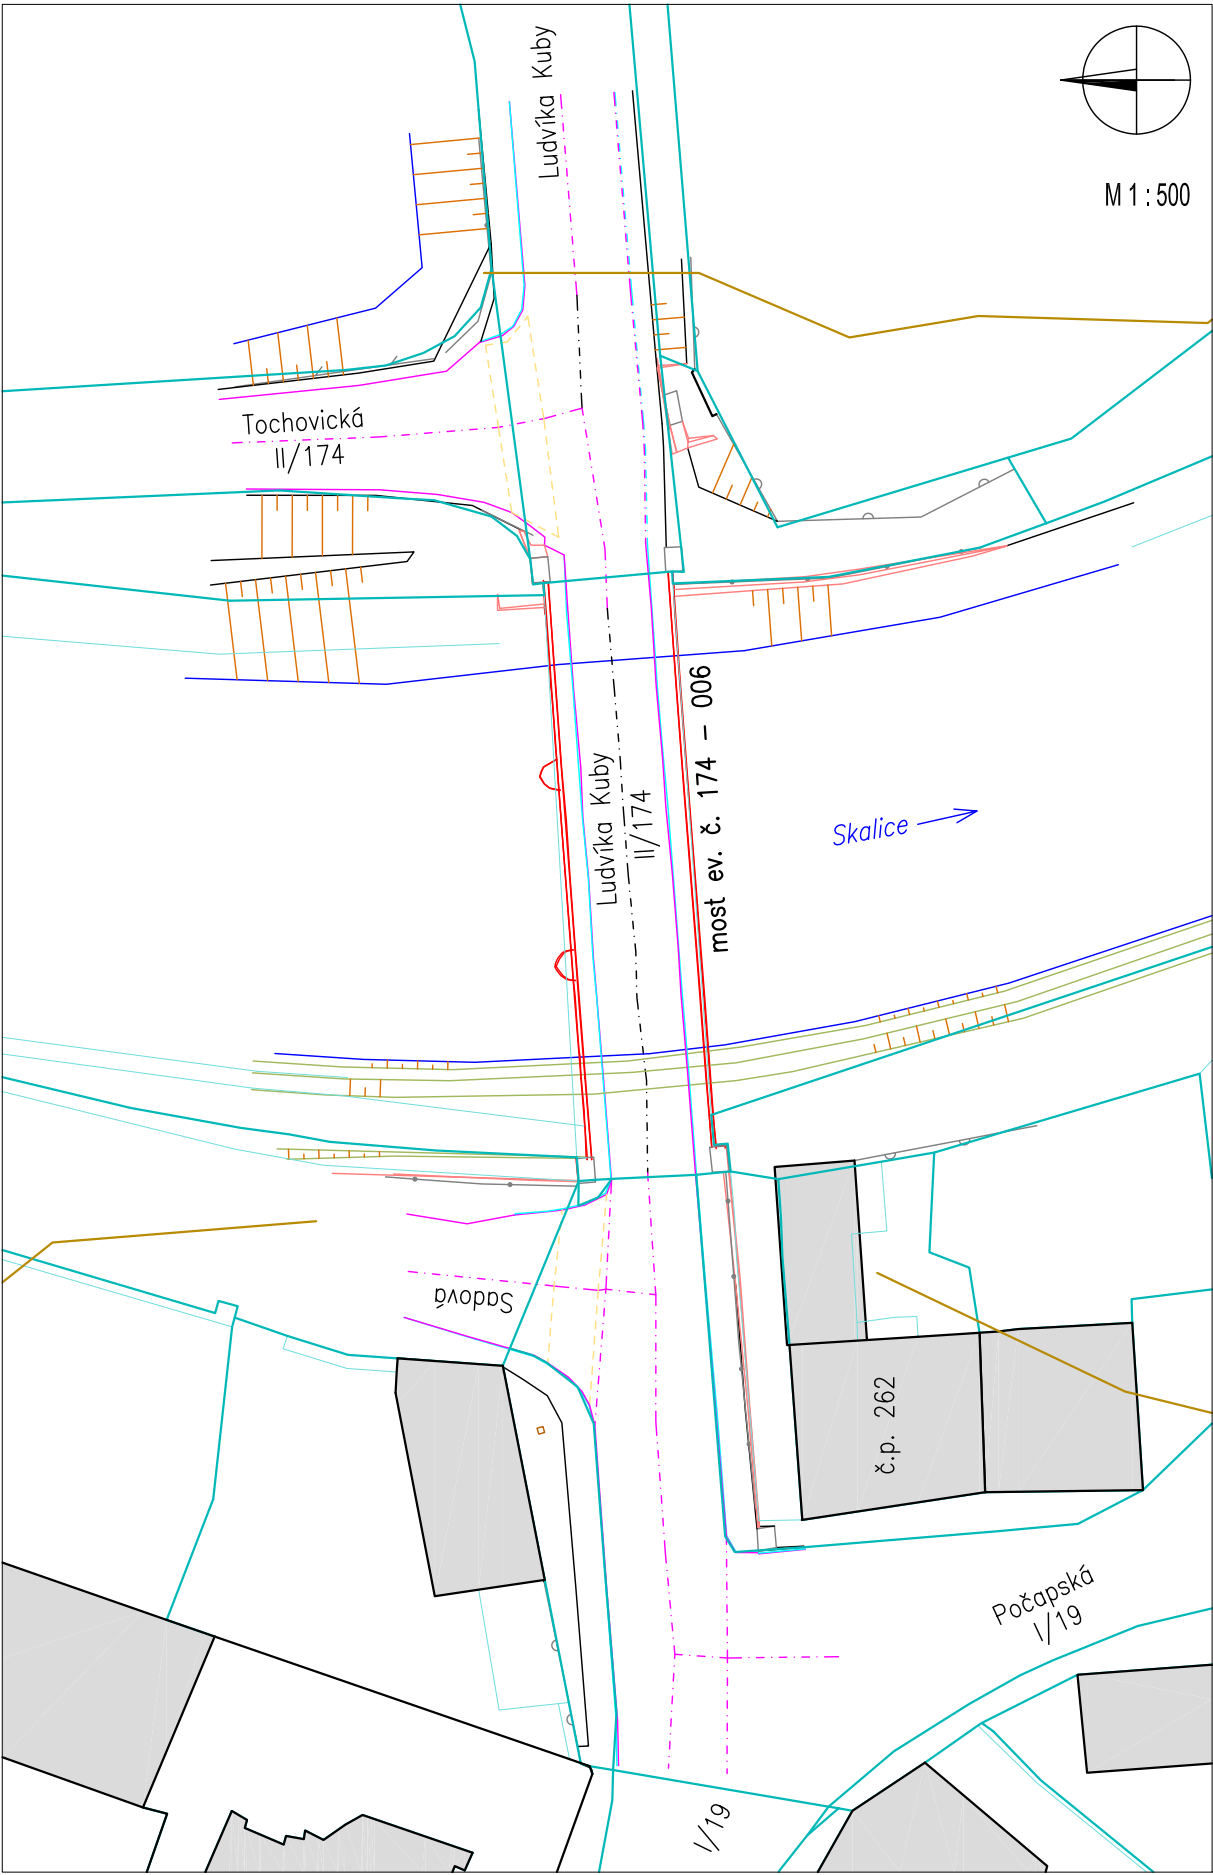 Ludvíka Kuby
M 1 : 500
Tochovická
II/174
Ludvíka Kuby
II/174
most ev. č. 174 - 006
Skalice
Sadová
č.p. 262
Počapská
I/19
I/19